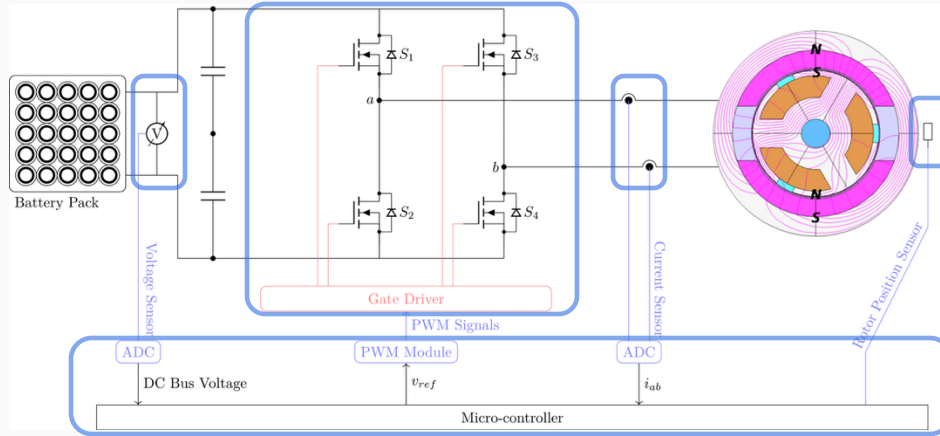 S1
S3
a
V
b
Battery Pack
S2
S4
N
S
N
S
Voltage Sensor
Gate Driver
Current Sensor
Rotor Position Sensor
PWM Signals
ADC
PWM Module
ADC
DC Bus Voltage
vref
iab
Micro-controller